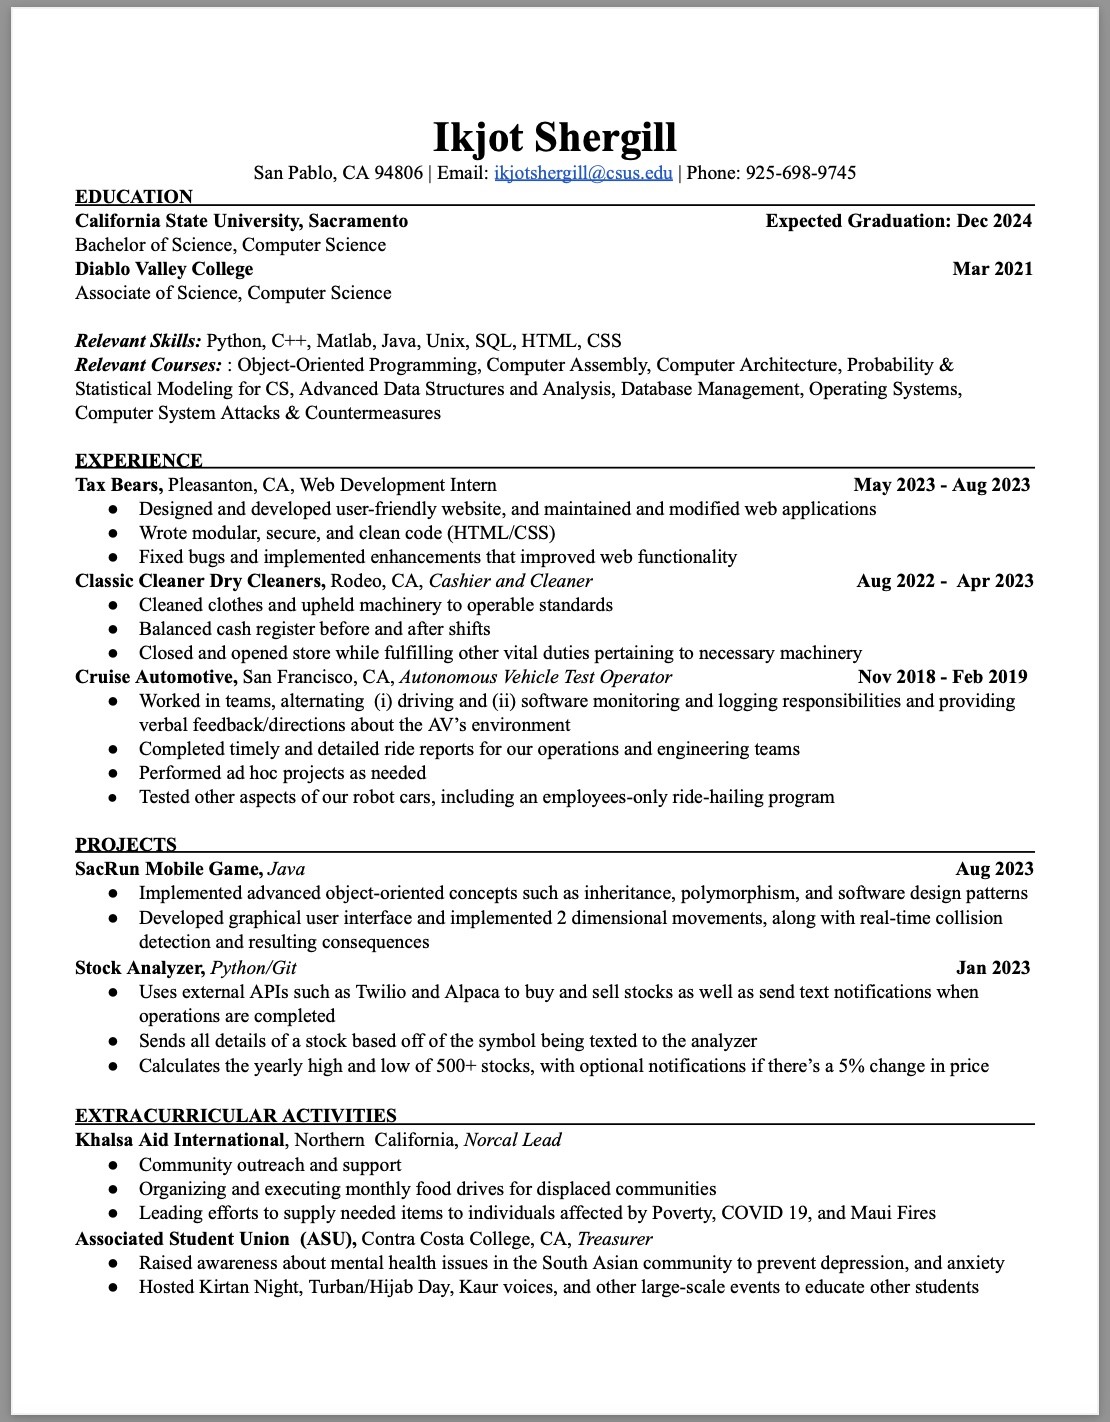 Ikjot Shergill
San Pablo, CA 94806 | Email: ikjotshergill@csus.edu | Phone: 925-698-9745
EDUCATION
California State University, Sacramento Expected Graduation: Dec 2024
Bachelor of Science, Computer Science
Diablo Valley College Mar 2021
Associate of Science, Computer Science
Relevant Skills: Python, C++, Matlab, Java, Unix, SQL, HTML, CSS
Relevant Courses: : Object-Oriented Programming, Computer Assembly, Computer Architecture, Probability &
Statistical Modeling for CS, Advanced Data Structures and Analysis, Database Management, Operating Systems,
Computer System Attacks & Countermeasures
EXPERIENCE
Tax Bears, Pleasanton, CA, Web Development Intern May 2023 - Aug 2023
● Designed and developed user-friendly website, and maintained and modified web applications
● Wrote modular, secure, and clean code (HTML/CSS)
● Fixed bugs and implemented enhancements that improved web functionality
Classic Cleaner Dry Cleaners, Rodeo, CA, Cashier and Cleaner Aug 2022 - Apr 2023
● Cleaned clothes and upheld machinery to operable standards
● Balanced cash register before and after shifts
● Closed and opened store while fulfilling other vital duties pertaining to necessary machinery
Cruise Automotive, San Francisco, CA, Autonomous Vehicle Test Operator Nov 2018 - Feb 2019
● Worked in teams, alternating (i) driving and (ii) software monitoring and logging responsibilities and providing
verbal feedback/directions about the AV's environment
● Completed timely and detailed ride reports for our operations and engineering teams
● Performed ad hoc projects as needed
● Tested other aspects of our robot cars, including an employees-only ride-hailing program
PROJECTS
SacRun Mobile Game, Java Aug 2023
● Implemented advanced object-oriented concepts such as inheritance, polymorphism, and software design patterns
● Developed graphical user interface and implemented 2 dimensional movements, along with real-time collision
detection and resulting consequences
Stock Analyzer, Python/Git Jan 2023
● Uses external APIs such as Twilio and Alpaca to buy and sell stocks as well as send text notifications when
operations are completed
● Sends all details of a stock based off of the symbol being texted to the analyzer
● Calculates the yearly high and low of 500+ stocks, with optional notifications if there's a 5% change in price
EXTRACURRICULAR ACTIVITIES
Khalsa Aid International, Northern California, Norcal Lead
● Community outreach and support
● Organizing and executing monthly food drives for displaced communities
● Leading efforts to supply needed items to individuals affected by Poverty, COVID 19, and Maui Fires
Associated Student Union (ASU), Contra Costa College, CA, Treasurer
● Raised awareness about mental health issues in the South Asian community to prevent depression, and anxiety
● Hosted Kirtan Night, Turban/Hijab Day, Kaur voices, and other large-scale events to educate other students